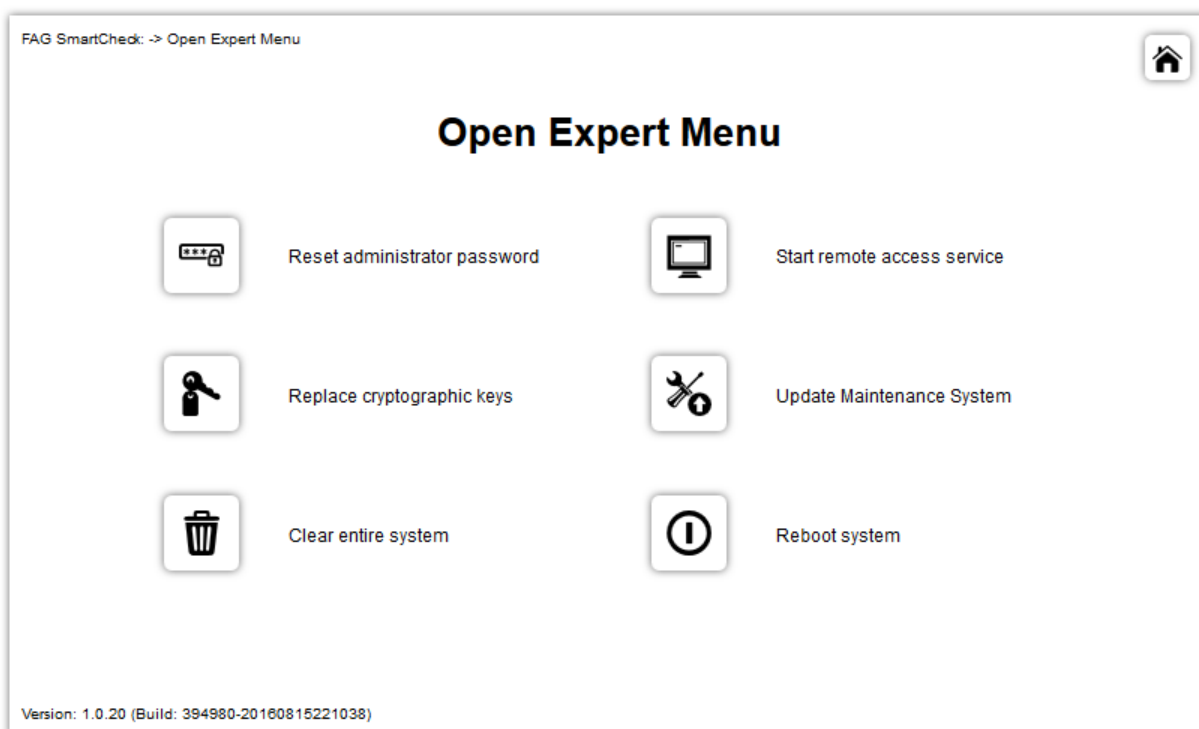 FAG SmartCheck: -> Open Expert Menu
Open Expert Menu
Reset administrator password
Start remote access service
Replace cryptographic keys
Update Maintenance System
Clear entire system
Reboot system
Version: 1.0.20 (Build: 394980-20160815221038)